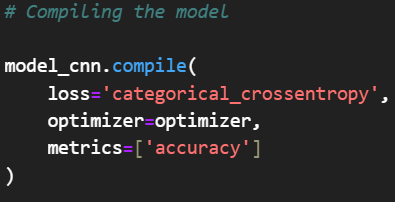 # Compiling the model
model_cnn.compile(
    loss='categorical_crossentropy',
    optimizer=optimizer,
    metrics=['accuracy']
)